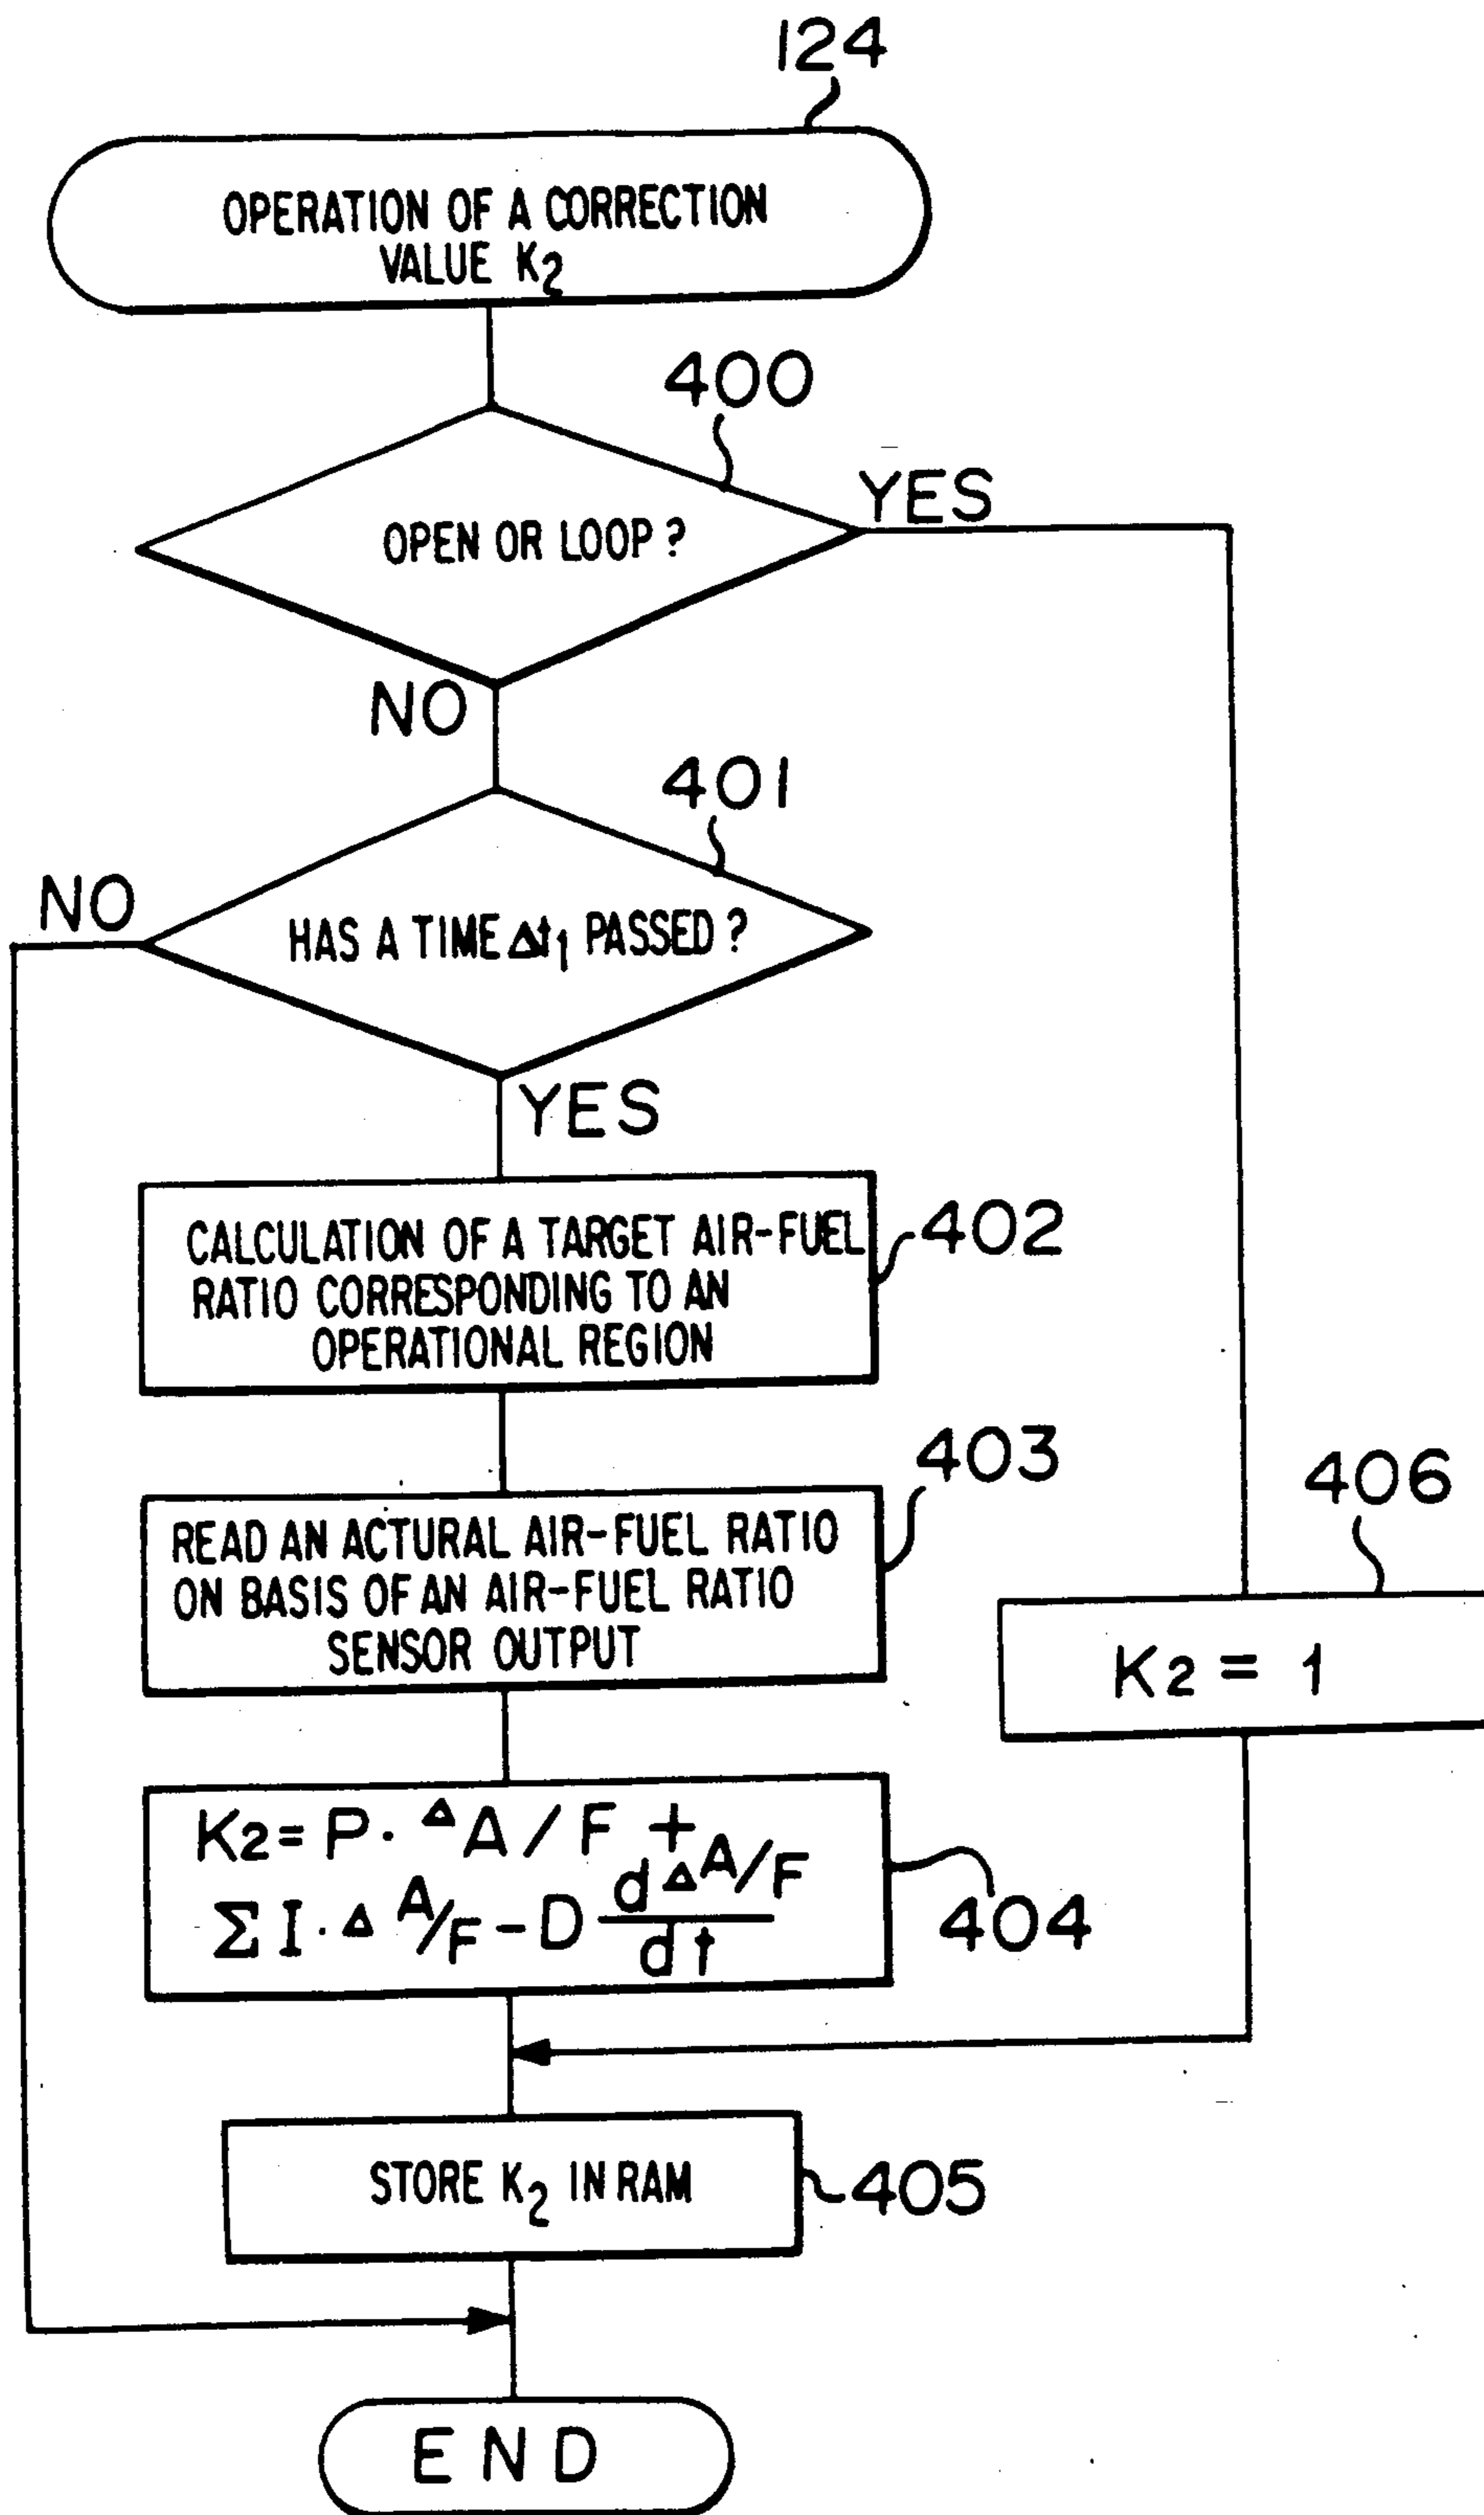 124
OPERATION OF A CORRECTION
VALUE K₂
400
YES
OPEN OR LOOP?
NO
401
NO
HAS A TIME Δt₁ PASSED?
YES
CALCULATION OF A TARGET AIR-FUEL
RATIO CORRESPONDING TO AN
OPERATIONAL REGION
402
403
READ AN ACTURAL AIR-FUEL RATIO
ON BASIS OF AN AIR-FUEL RATIO
SENSOR OUTPUT
406
K₂ = 1
K₂ = P · ΔA/F +
ΣI · ΔA/F - D dΔA/F / dt
404
STORE K₂ IN RAM
405
END